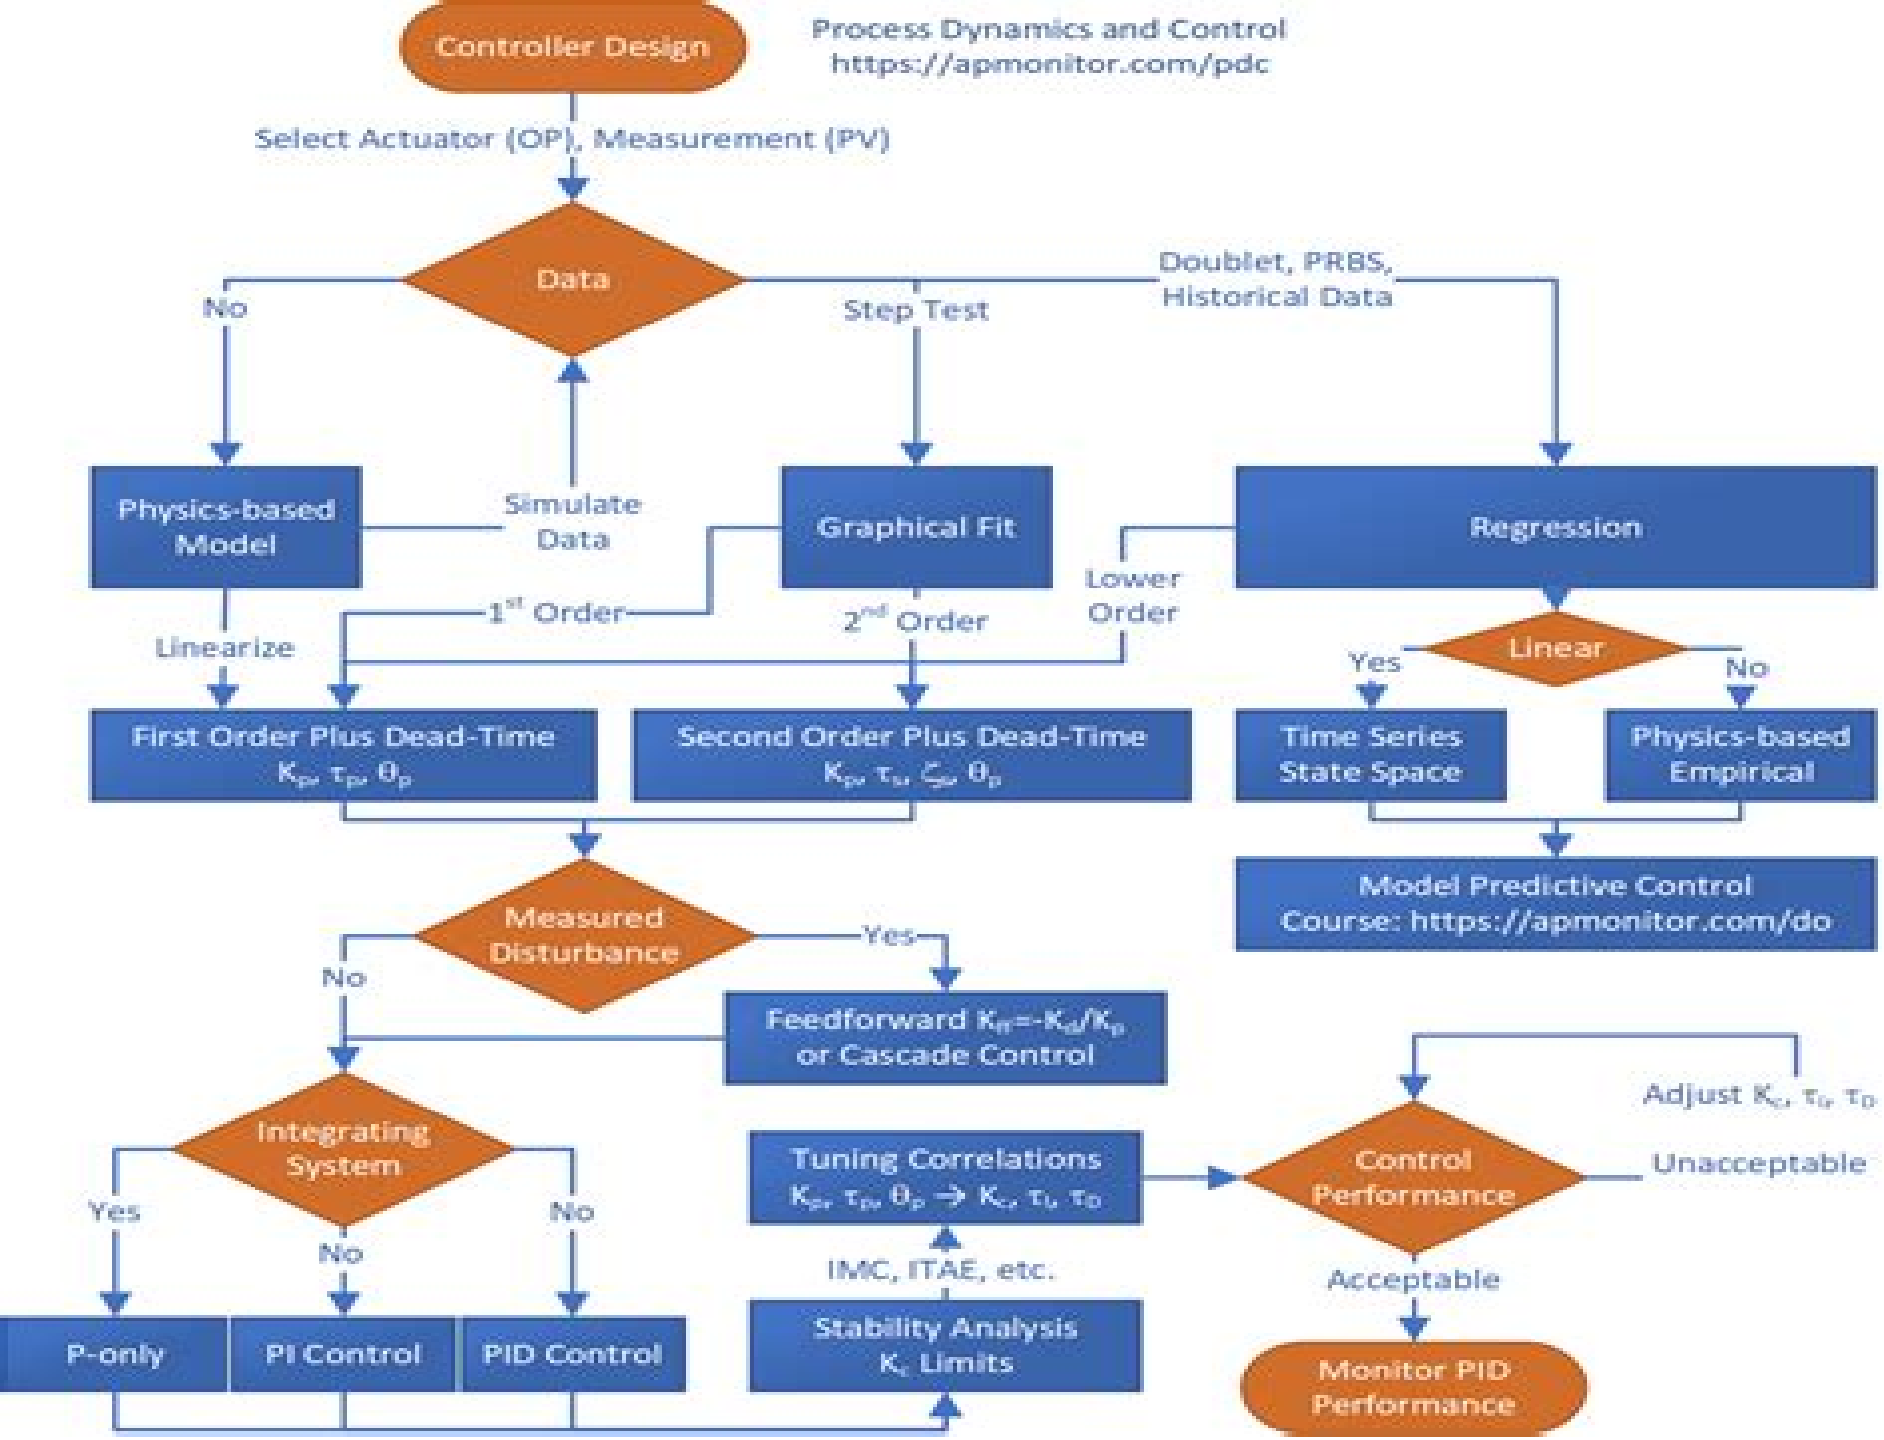 Controller Design
Process Dynamics and Control
https://apmonitor.com/pdc
Select Actuator (OP), Measurement (PV)
Data
No
Step Test
Doublet, PRBS,
Historical Data
Physics-based
Model
Simulate
Data
Graphical Fit
Regression
Lower
Order
1st Order
2nd Order
Linearize
Linear
Yes
No
First Order Plus Dead-Time
Kp, τp, θp
Second Order Plus Dead-Time
Kp, τs, ζs, θp
Time Series
State Space
Physics-based
Empirical
Model Predictive Control
Course: https://apmonitor.com/do
Measured
Disturbance
Yes
No
Feedforward Kff=-Kd/Kp
or Cascade Control
Integrating
System
Yes
No
No
Tuning Correlations
Kp, τp, θp → Kc, τI, τD
Control
Performance
Adjust Kc, τI, τD
Unacceptable
Acceptable
IMC, ITAE, etc.
Stability Analysis
Kc Limits
P-only
PI Control
PID Control
Monitor PID
Performance